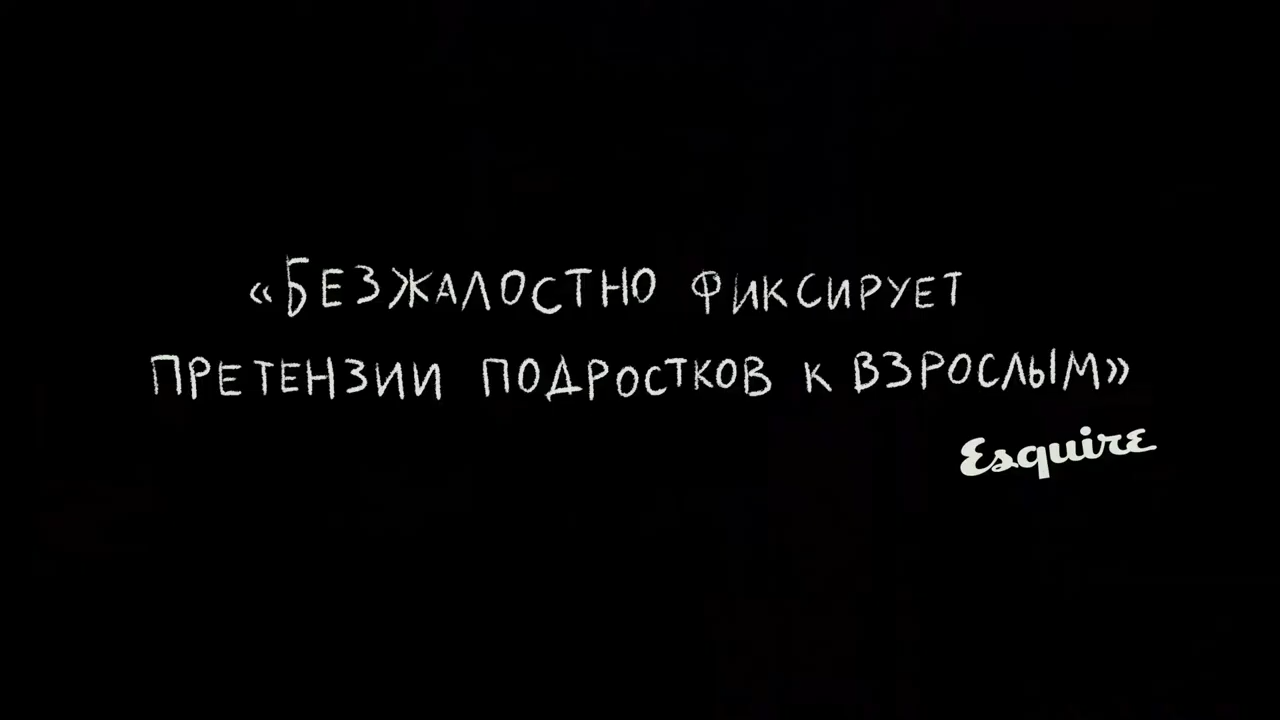 «БЕЗЖАЛОСТНО ФИКСИРУЕТ
ПРЕТЕНЗИИ ПОДРОСТКОВ К ВЗРОСЛЫМ»
Esquire